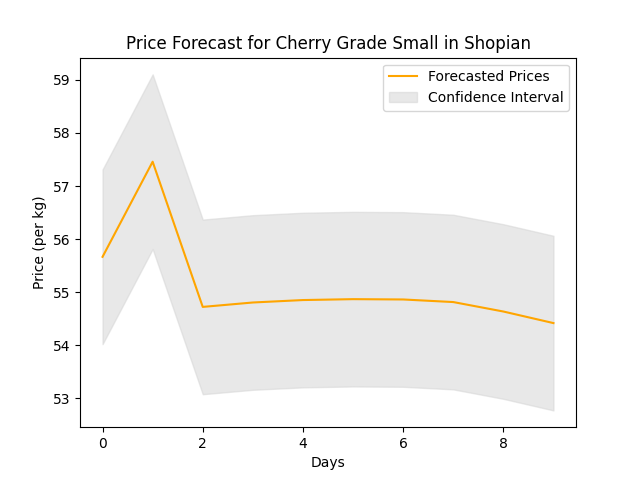 Price Forecast for Cherry Grade Small in Shopian
Forecasted Prices
Confidence Interval
59
58
57
56
55
54
53
Price (per kg)
0 2 4 6 8
Days